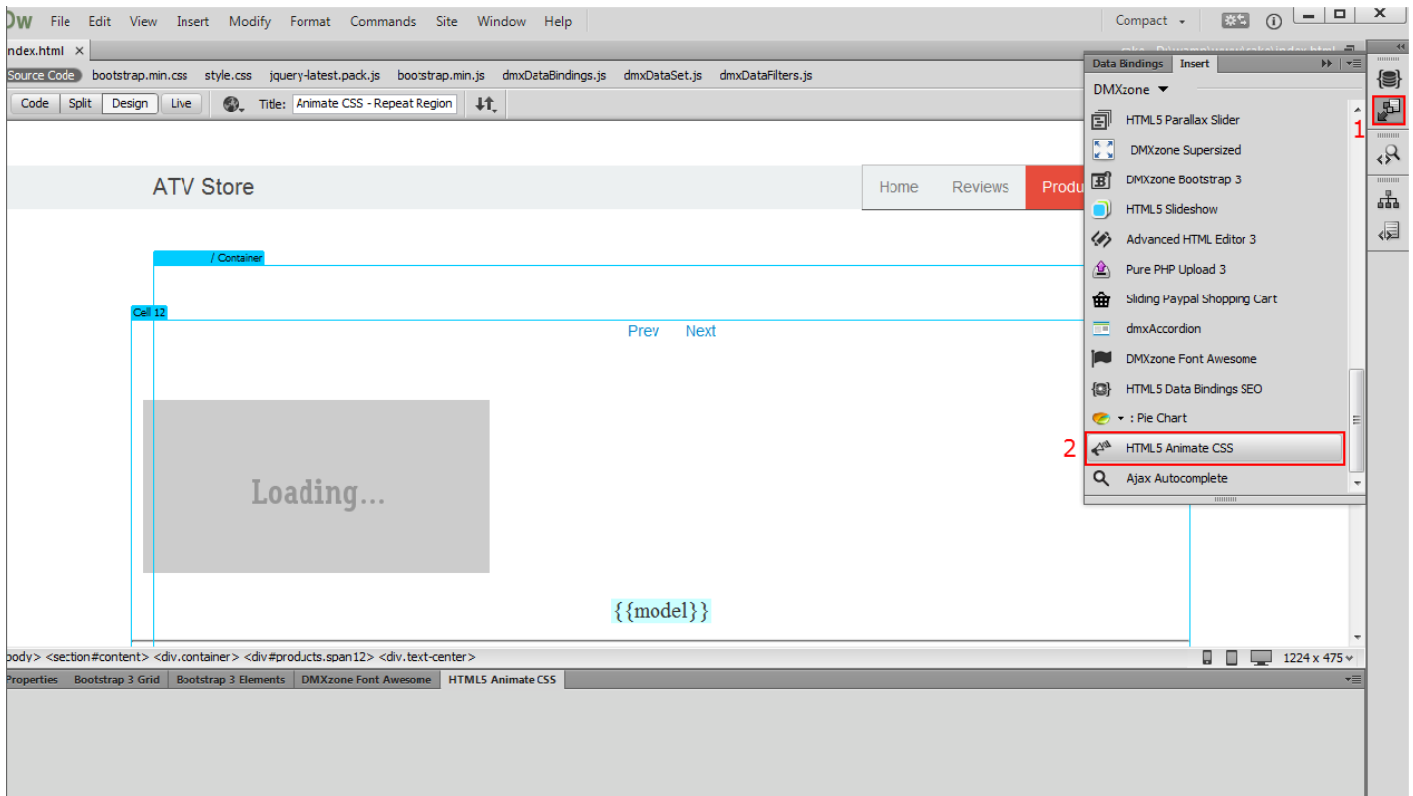 Dw File Edit View Insert Modify Format Commands Site Window Help Compact
ndex.html ×
Source Code bootstrap.min.css style.css jquery-latest.pack.js bootstrap.min.js dmxDataBindings.js dmxDataSet.js dmxDataFilters.js
Code Split Design Live Title: Animate CSS - Repeat Region
ATV Store
Home Reviews Produ
/ Container
Cell 12
Prev Next
Loading...
{{model}}
Data Bindings Insert
DMXzone
HTML5 Parallax Slider
1
DMXzone Supersized
DMXzone Bootstrap 3
HTML5 Slideshow
Advanced HTML Editor 3
Pure PHP Upload 3
Sliding Paypal Shopping Cart
dmxAccordion
DMXzone Font Awesome
HTML5 Data Bindings SEO
: Pie Chart
2 HTML5 Animate CSS
Ajax Autocomplete
body> <section#content> <div.container> <div#products.span12> <div.text-center> 1224 x 475
Properties Bootstrap 3 Grid Bootstrap 3 Elements DMXzone Font Awesome HTML5 Animate CSS